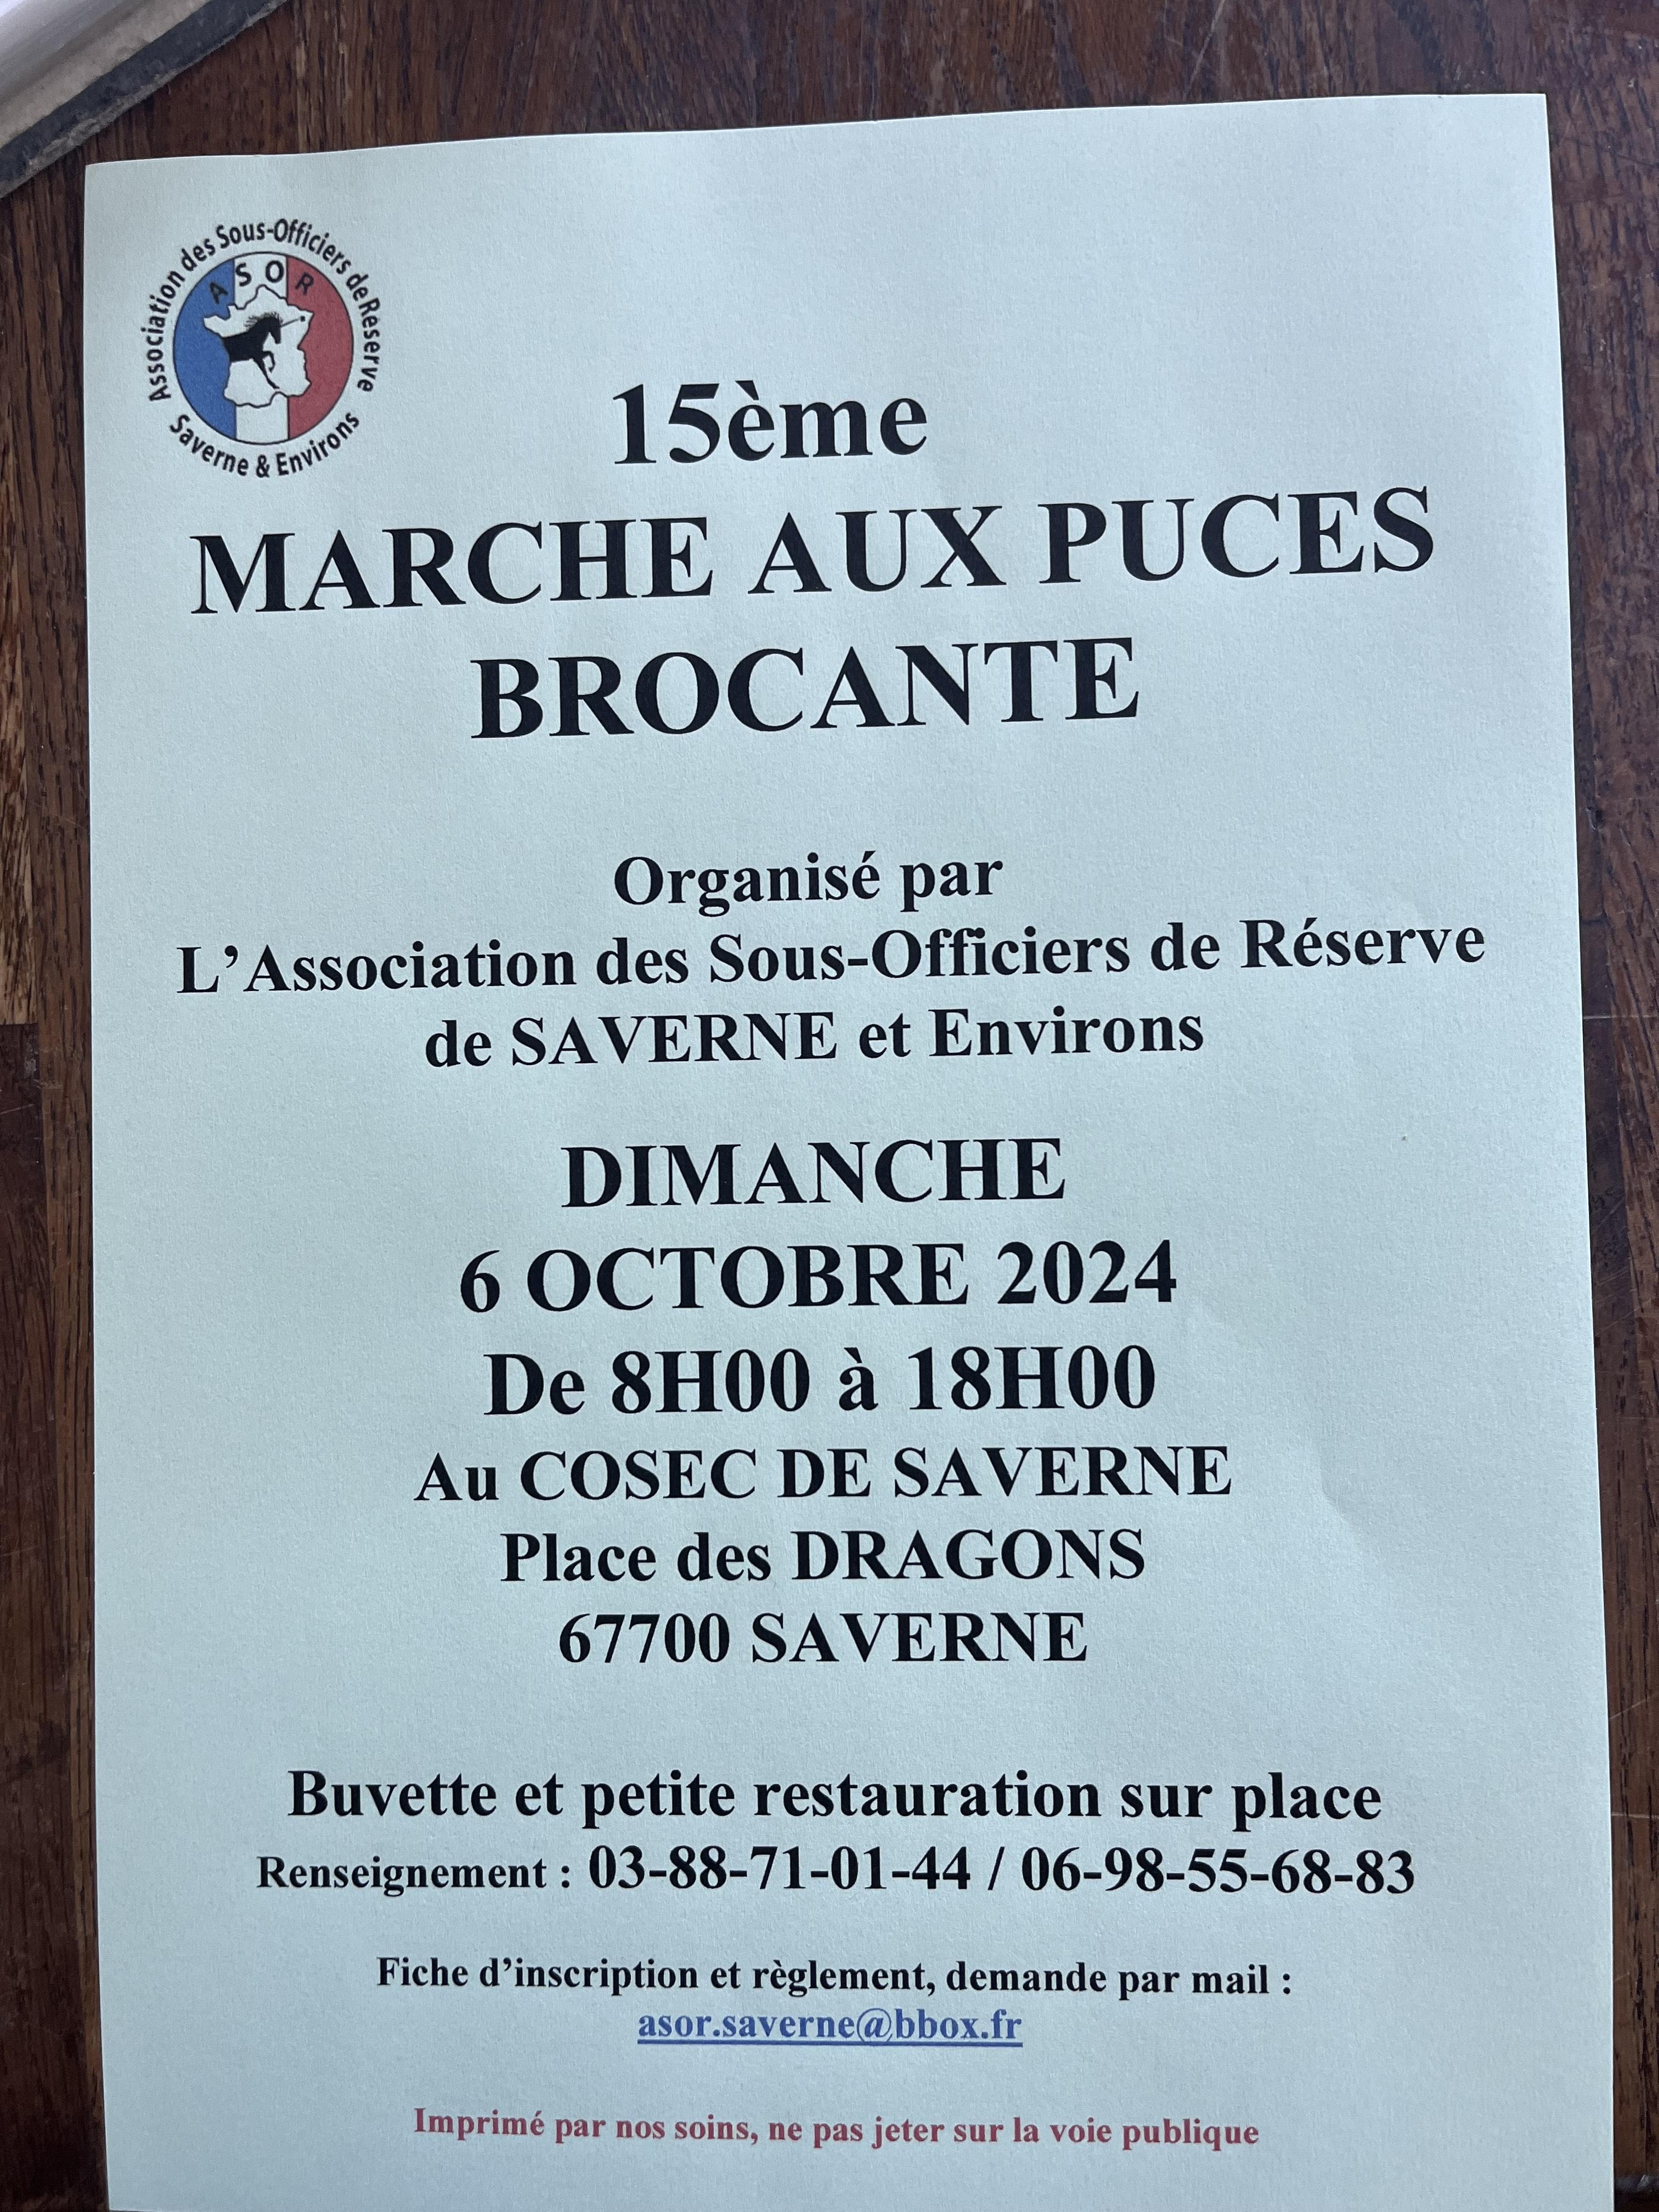 Association des Sous-Officiers de Réserve
ASOR
Saverne & Environs
15ème
MARCHE AUX PUCES
BROCANTE
Organisé par
L’Association des Sous-Officiers de Réserve
de SAVERNE et Environs
DIMANCHE
6 OCTOBRE 2024
De 8H00 à 18H00
Au COSEC DE SAVERNE
Place des DRAGONS
67700 SAVERNE
Buvette et petite restauration sur place
Renseignement : 03-88-71-01-44 / 06-98-55-68-83
Fiche d’inscription et règlement, demande par mail :
asor.saverne@bbox.fr
Imprimé par nos soins, ne pas jeter sur la voie publique